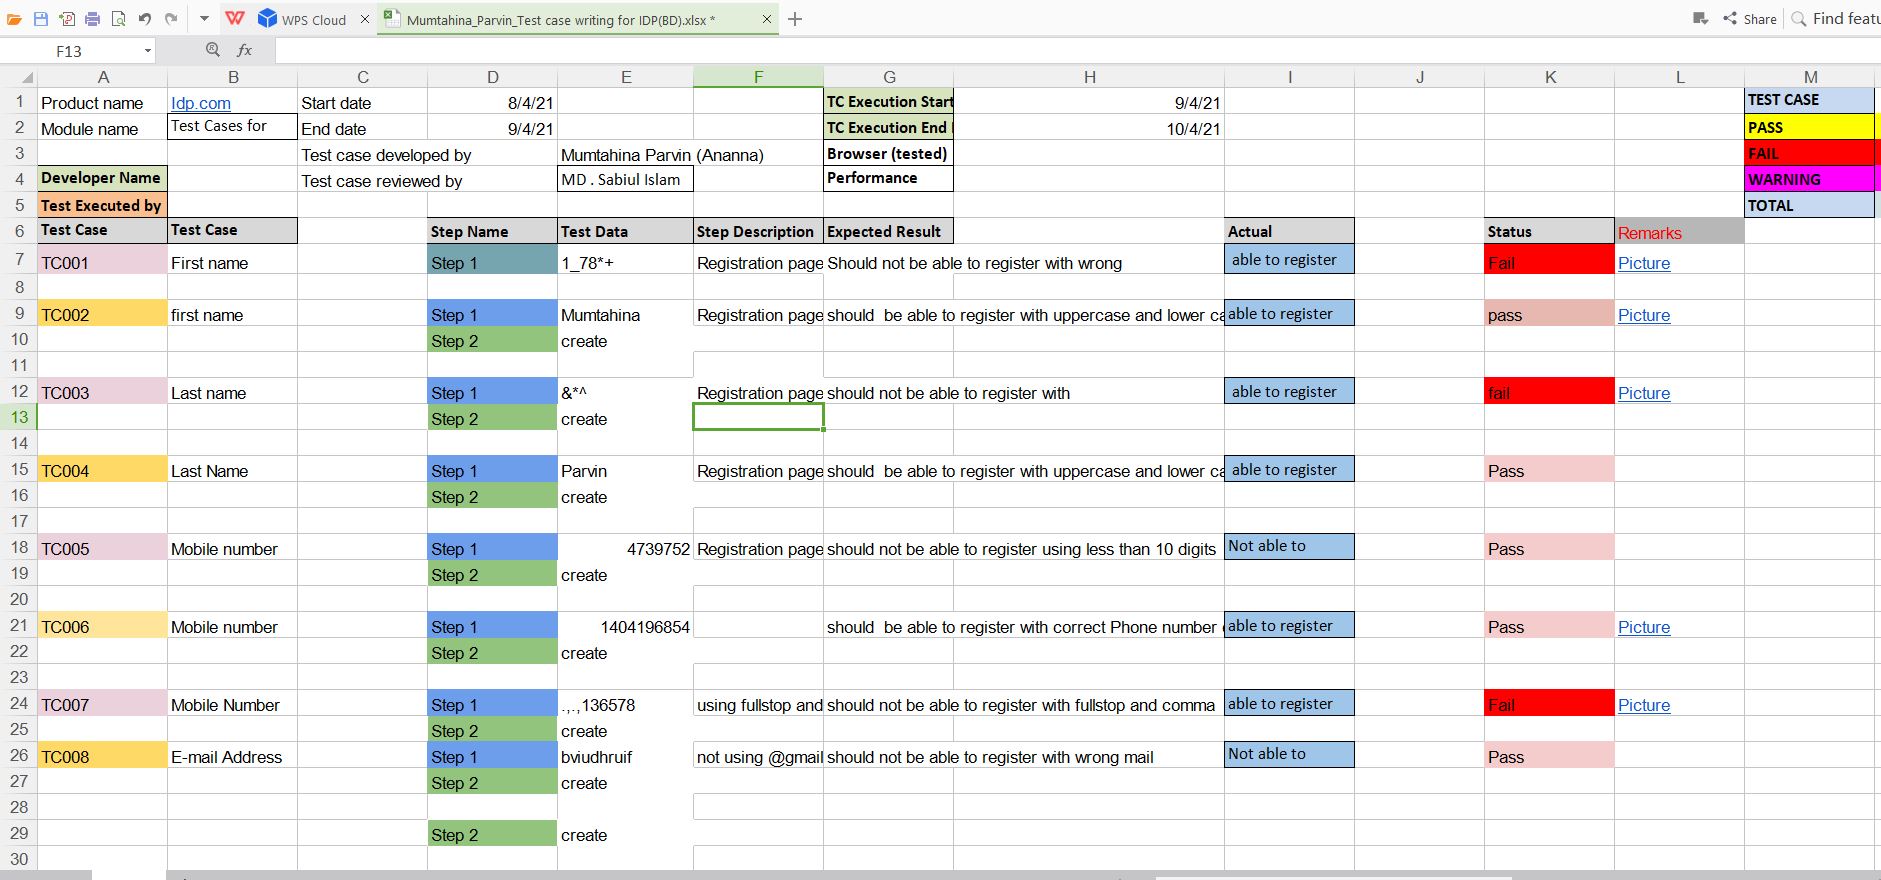 WPS Cloud Mumtahina_Parvin_Test case writing for IDP(BD).xlsx * Share Find featu
F13 fx
A B C D E F G H I J K L M
1 Product name Idp.com Start date 8/4/21 TC Execution Start 9/4/21 TEST CASE
2 Module name Test Cases for End date 9/4/21 TC Execution End 10/4/21 PASS
3 Test case developed by Mumtahina Parvin (Ananna) Browser (tested) FAIL
4 Developer Name Test case reviewed by MD . Sabiul Islam Performance WARNING
5 Test Executed by TOTAL
6 Test Case Test Case Step Name Test Data Step Description Expected Result Actual Status Remarks
7 TC001 First name Step 1 1_78*+ Registration page Should not be able to register with wrong able to register Fail Picture
8
9 TC002 first name Step 1 Mumtahina Registration page should be able to register with uppercase and lower ca able to register pass Picture
10 Step 2 create
11
12 TC003 Last name Step 1 &*^ Registration page should not be able to register with able to register fail Picture
13 Step 2 create
14
15 TC004 Last Name Step 1 Parvin Registration page should be able to register with uppercase and lower ca able to register Pass
16 Step 2 create
17
18 TC005 Mobile number Step 1 4739752 Registration page should not be able to register using less than 10 digits Not able to Pass
19 Step 2 create
20
21 TC006 Mobile number Step 1 1404196854 should be able to register with correct Phone number able to register Pass Picture
22 Step 2 create
23
24 TC007 Mobile Number Step 1 .,.,136578 using fullstop and should not be able to register with fullstop and comma able to register Fail Picture
25 Step 2 create
26 TC008 E-mail Address Step 1 bviudhruif not using @gmail should not be able to register with wrong mail Not able to Pass
27 Step 2 create
28
29 Step 2 create
30